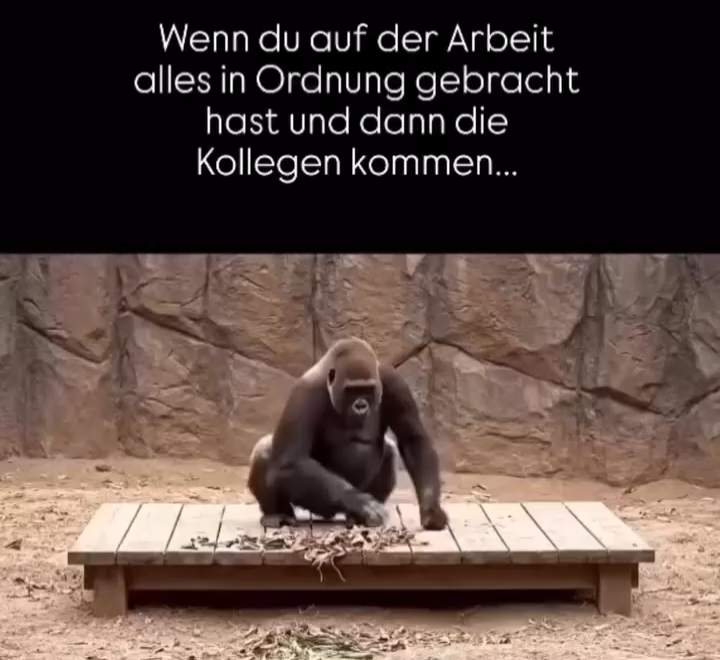 Wenn du auf der Arbeit
alles in Ordnung gebracht
hast und dann die
Kollegen kommen...